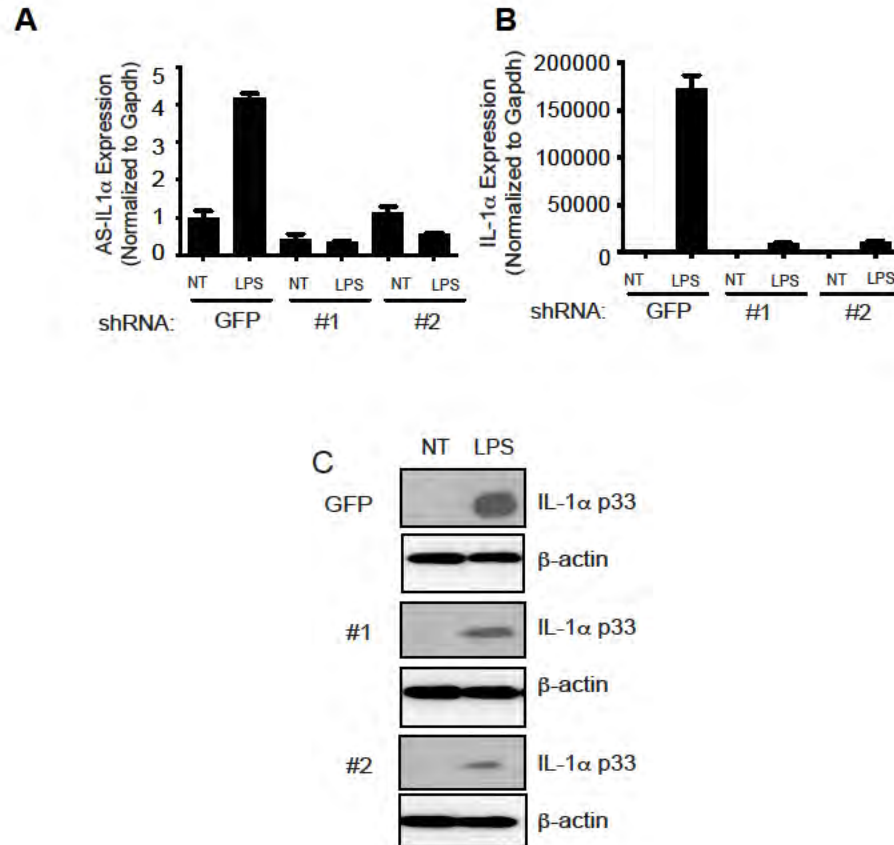 A
AS-IL1α Expression
(Normalized to Gapdh)
5
4
3
2
1
0
NT LPS NT LPS NT LPS
shRNA: GFP #1 #2
B
IL-1α Expression
(Normalized to Gapdh)
200000
150000
100000
50000
0
NT LPS NT LPS NT LPS
shRNA: GFP #1 #2
C
NT LPS
GFP IL-1α p33
β-actin
#1 IL-1α p33
β-actin
#2 IL-1α p33
β-actin